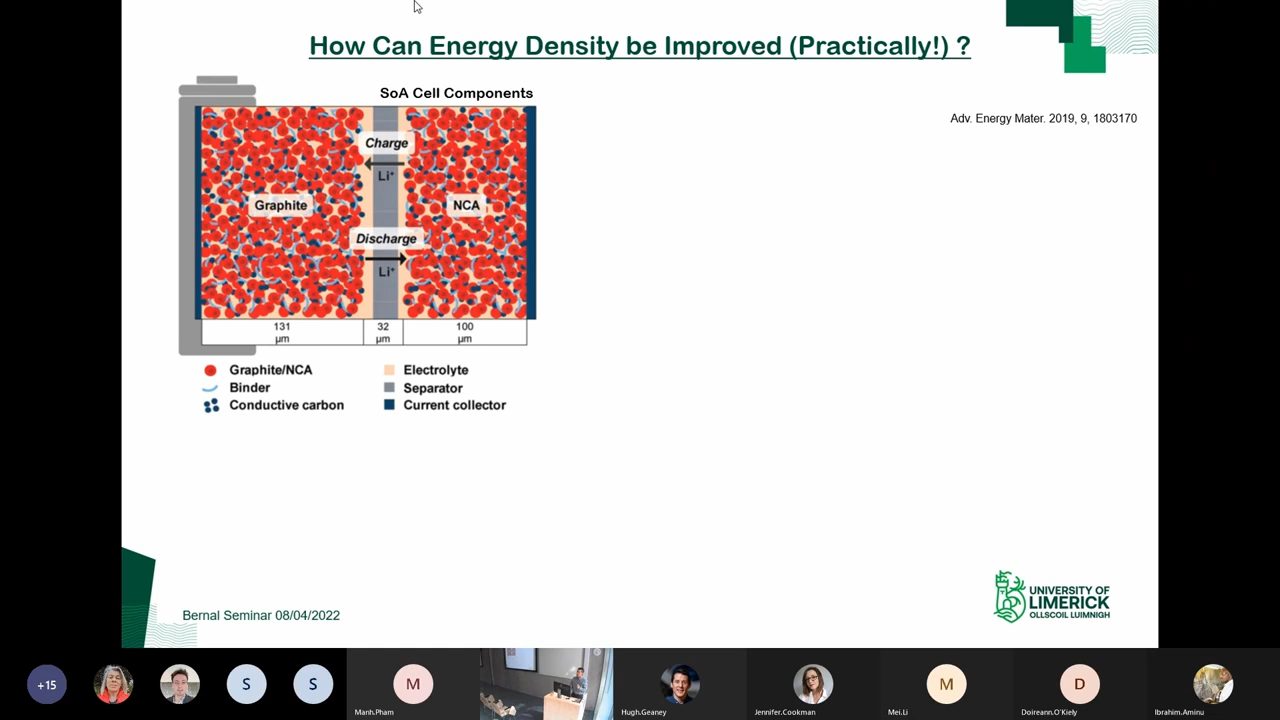 How Can Energy Density be Improved (Practically!) ?
SoA Cell Components
Adv. Energy Mater. 2019, 9, 1803170
Charge
Li+
Graphite
NCA
Discharge
Li+
131
µm
32
µm
100
µm
Graphite/NCA
Electrolyte
Binder
Separator
Conductive carbon
Current collector
Bernal Seminar 08/04/2022
UNIVERSITY OF
LIMERICK
OLLSCOIL LUIMNIGH
+15
S
S
M
Manh.Pham
Hugh.Geaney
Jennifer.Cookman
M
Mei.Li
D
Doireann.O'Kiely
Ibrahim.Aminu